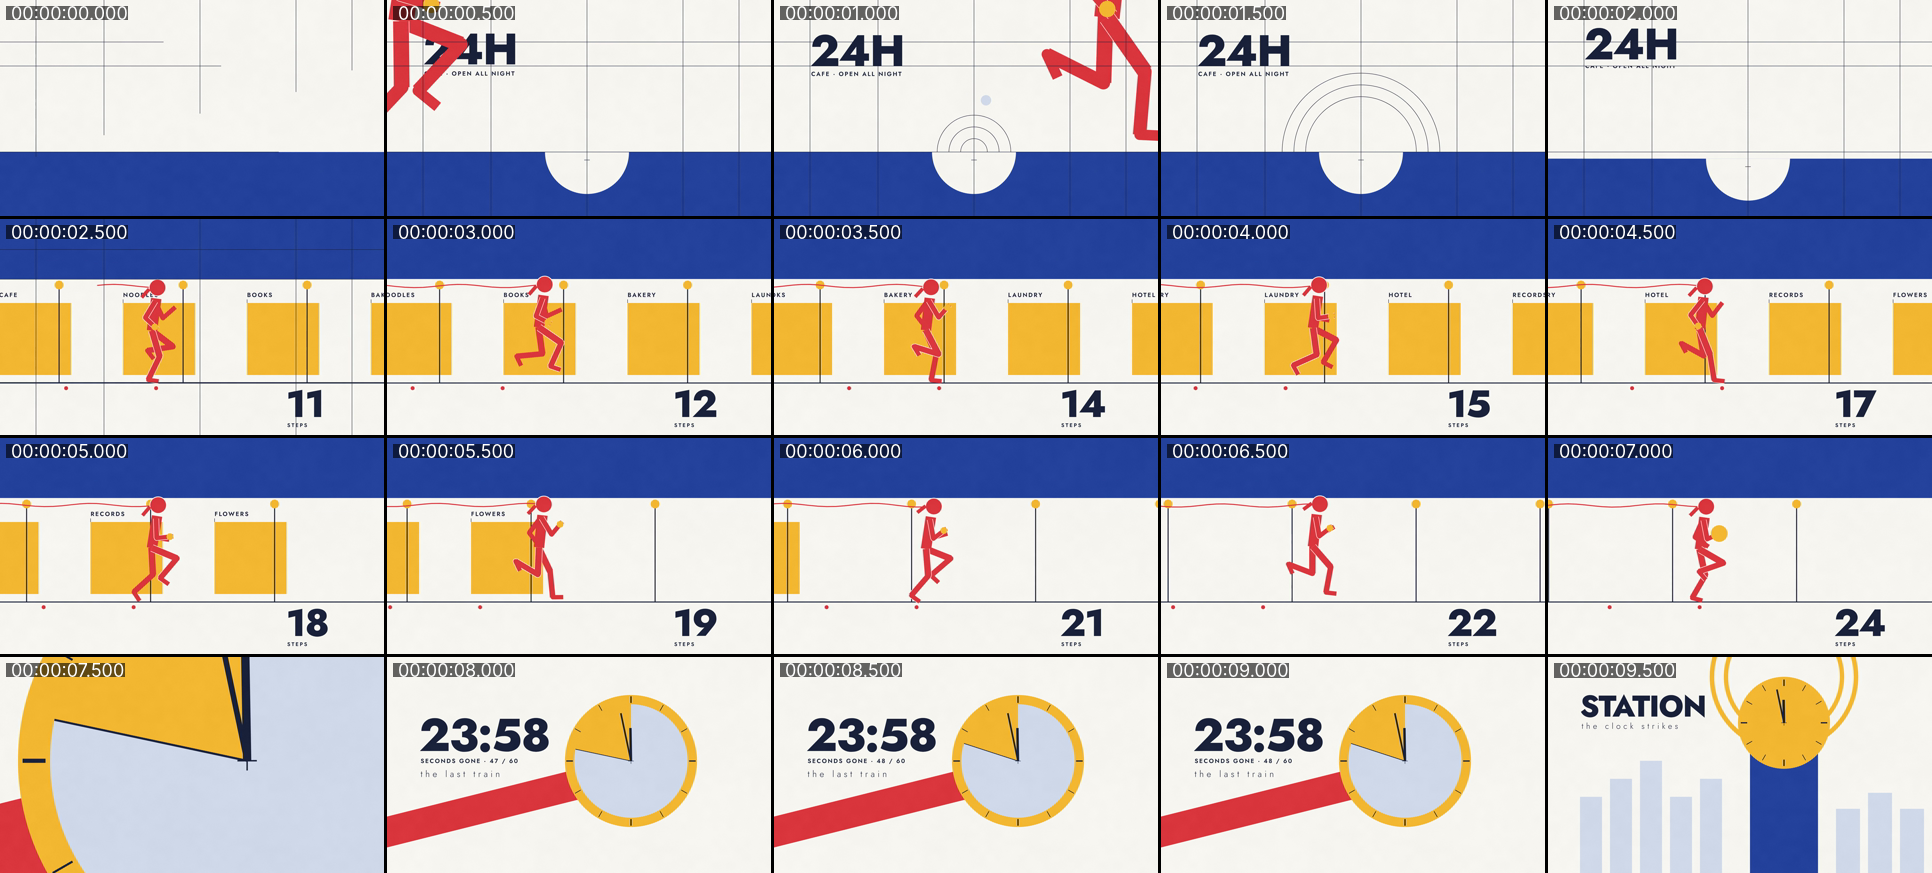 00:00:00.000
00:00:00.500
24H
CAFE · OPEN ALL NIGHT
00:00:01.000
24H
CAFE · OPEN ALL NIGHT
00:00:01.500
24H
CAFE · OPEN ALL NIGHT
00:00:02.000
24H
CAFE · OPEN ALL NIGHT
00:00:02.500
CAFE
NOODLES
BOOKS
11
STEPS
00:00:03.000
BOOKS
BAKERY
12
STEPS
00:00:03.500
BAKERY
LAUNDRY
HOTEL
14
STEPS
00:00:04.000
LAUNDRY
HOTEL
RECORDS
15
STEPS
00:00:04.500
HOTEL
RECORDS
FLOWERS
17
STEPS
00:00:05.000
RECORDS
FLOWERS
18
STEPS
00:00:05.500
FLOWERS
19
STEPS
00:00:06.000
21
STEPS
00:00:06.500
22
STEPS
00:00:07.000
24
STEPS
00:00:07.500
00:00:08.000
23:58
SECONDS GONE · 47 / 60
the last train
00:00:08.500
23:58
SECONDS GONE · 48 / 60
the last train
00:00:09.000
23:58
SECONDS GONE · 48 / 60
the last train
00:00:09.500
STATION
the clock strikes